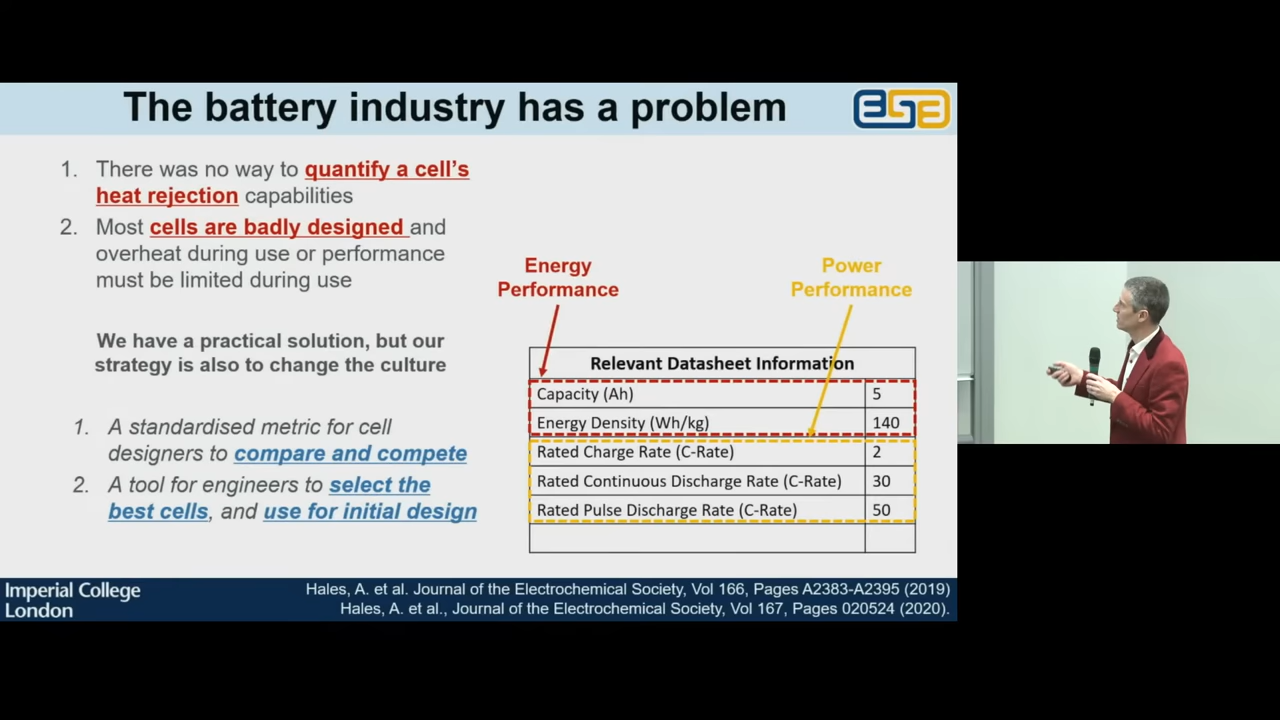 The battery industry has a problem
1. There was no way to quantify a cell's
heat rejection capabilities
2. Most cells are badly designed and
overheat during use or performance
must be limited during use
We have a practical solution, but our
strategy is also to change the culture
1. A standardised metric for cell
designers to compare and compete
2. A tool for engineers to select the
best cells, and use for initial design
Energy
Performance
Power
Performance
Relevant Datasheet Information
Capacity (Ah) 5
Energy Density (Wh/kg) 140
Rated Charge Rate (C-Rate) 2
Rated Continuous Discharge Rate (C-Rate) 30
Rated Pulse Discharge Rate (C-Rate) 50
Imperial College
London
Hales, A. et al. Journal of the Electrochemical Society, Vol 166, Pages A2383-A2395 (2019)
Hales, A. et al., Journal of the Electrochemical Society, Vol 167, Pages 020524 (2020).